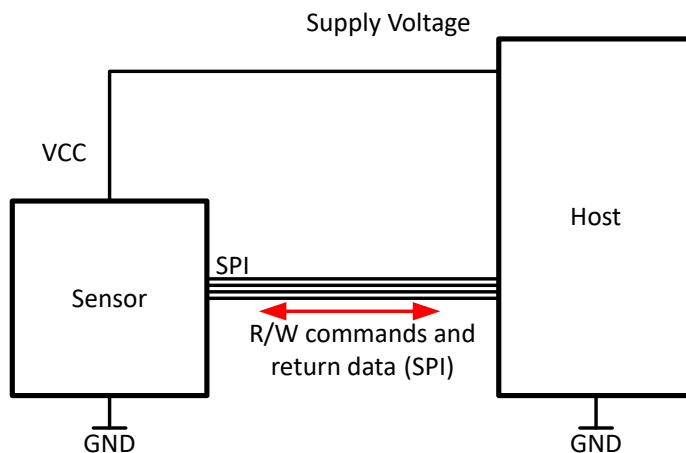 Supply Voltage
VCC
Host
SPI
Sensor
R/W commands and
return data (SPI)
GND
GND